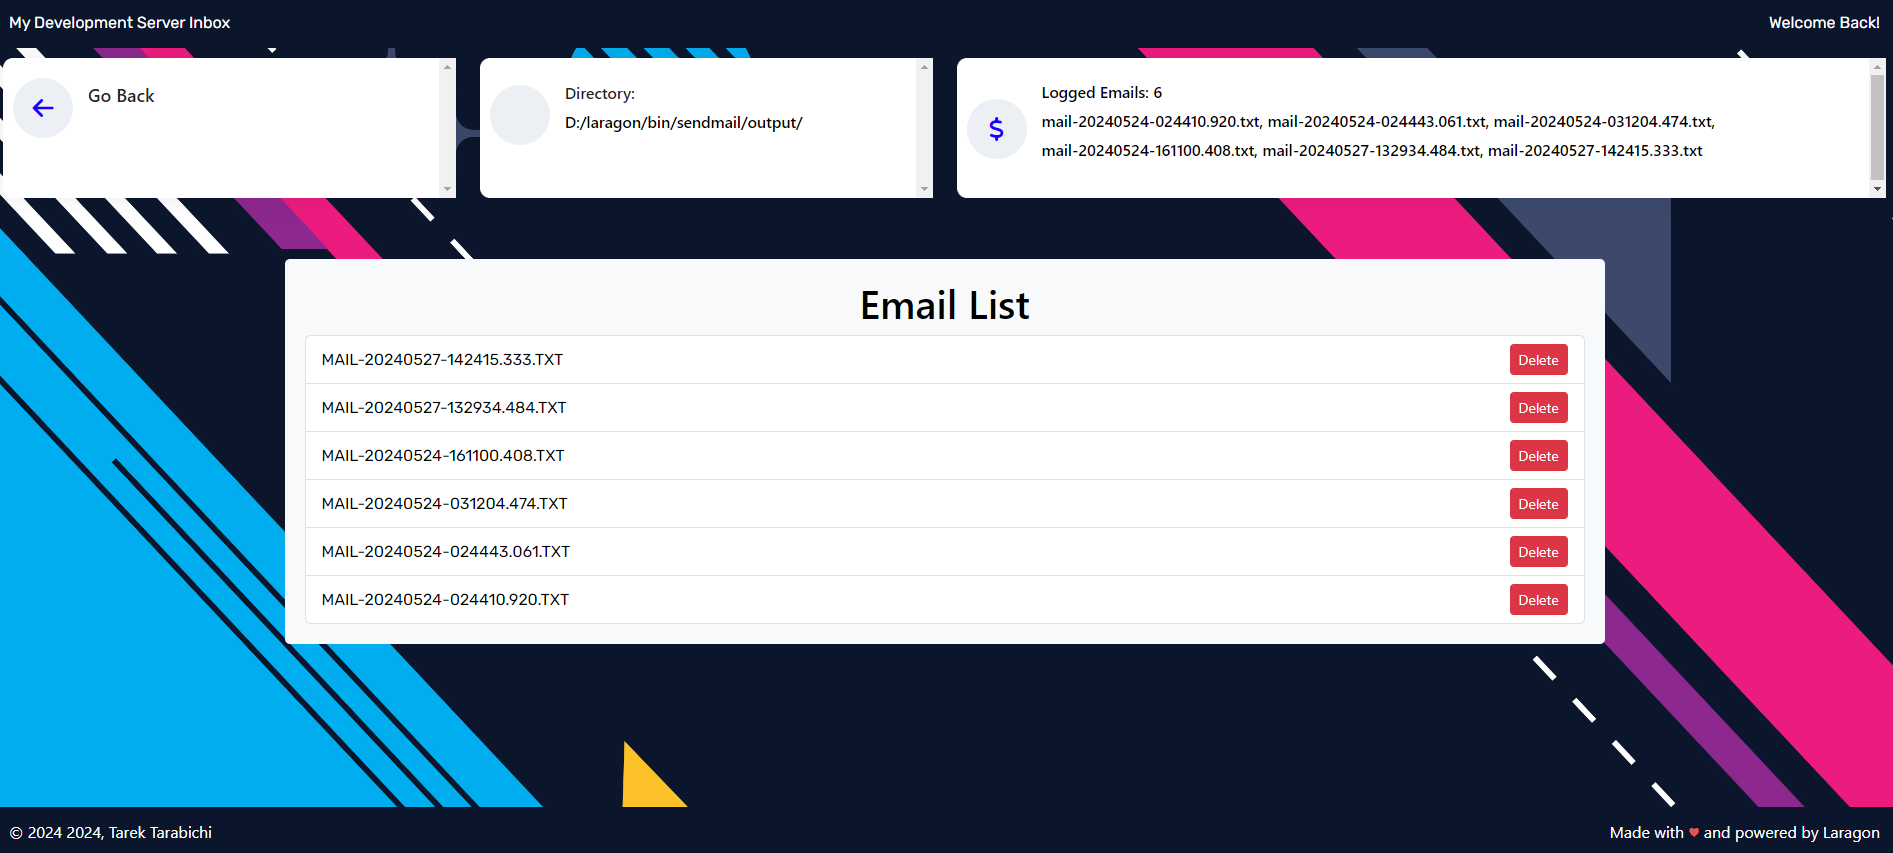 My Development Server Inbox
Welcome Back!
Go Back
Directory:
D:/laragon/bin/sendmail/output/
$
Logged Emails: 6
mail-20240524-024410.920.txt, mail-20240524-024443.061.txt, mail-20240524-031204.474.txt,
mail-20240524-161100.408.txt, mail-20240527-132934.484.txt, mail-20240527-142415.333.txt
Email List
MAIL-20240527-142415.333.TXT Delete
MAIL-20240527-132934.484.TXT Delete
MAIL-20240524-161100.408.TXT Delete
MAIL-20240524-031204.474.TXT Delete
MAIL-20240524-024443.061.TXT Delete
MAIL-20240524-024410.920.TXT Delete
© 2024 2024, Tarek Tarabichi
Made with ♥ and powered by Laragon